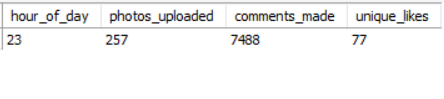 hour_of_day photos_uploaded comments_made unique_likes
23 257 7488 77